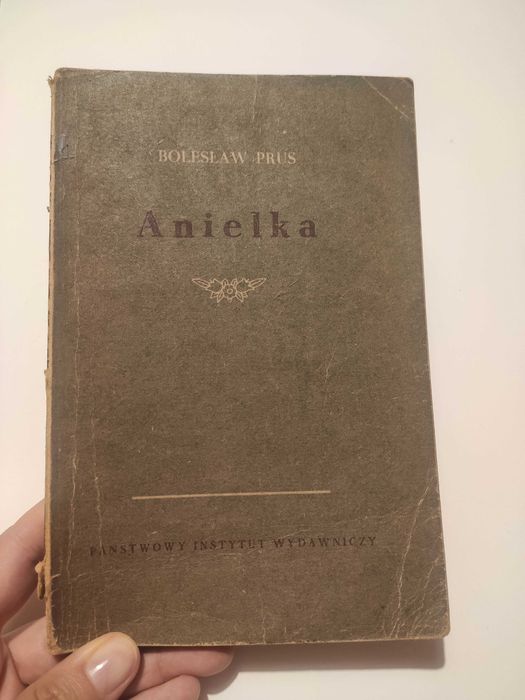 BOLESŁAW PRUS
Anielka
PAŃSTWOWY INSTYTUT WYDAWNICZY